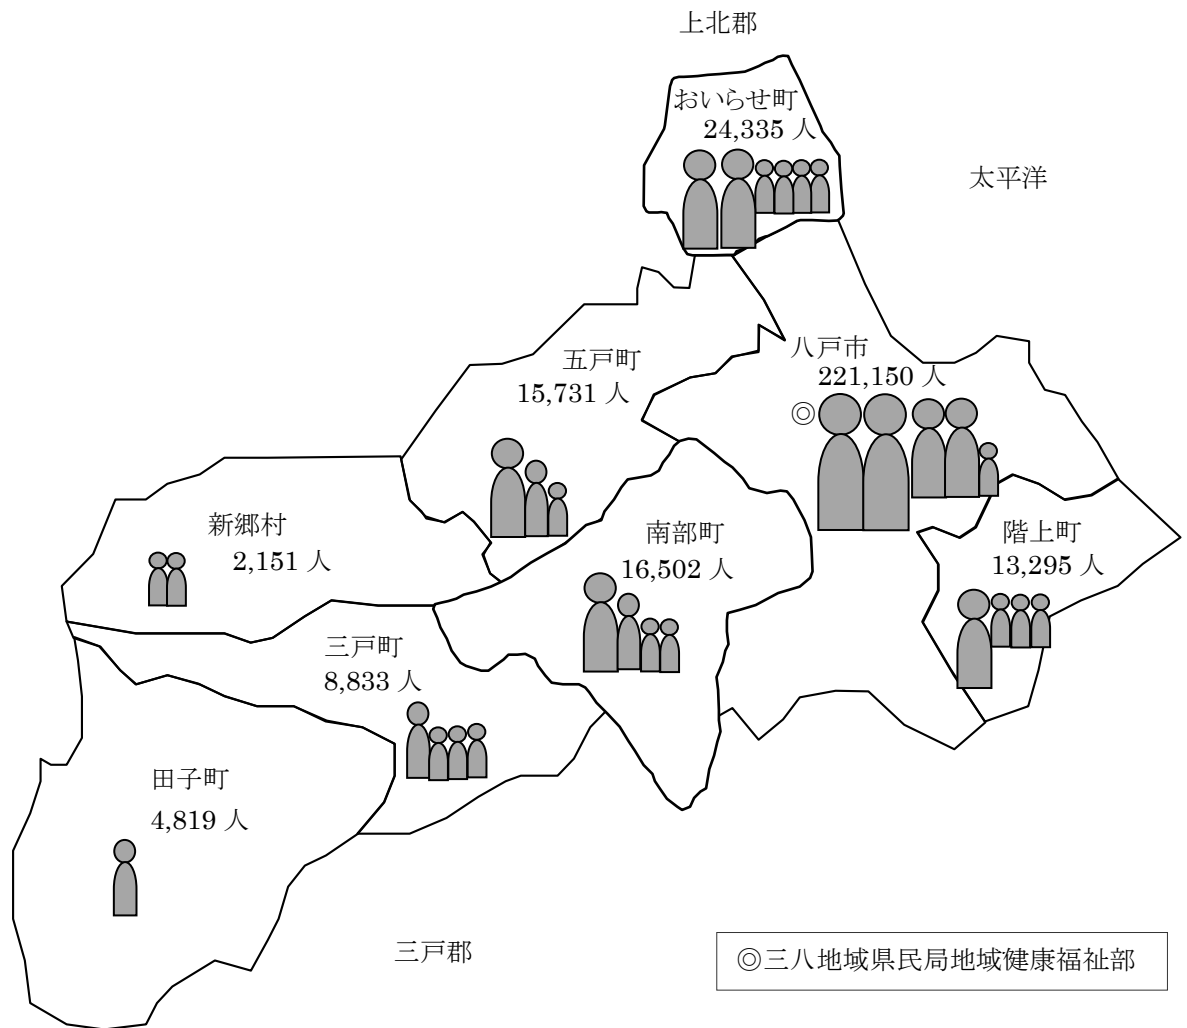 上北郡
おいらせ町
24,335 人
太平洋
八戸市
221,150 人
◎
五戸町
15,731 人
新郷村
2,151 人
南部町
16,502 人
階上町
13,295 人
三戸町
8,833 人
田子町
4,819 人
三戸郡
◎三八地域県民局地域健康福祉部